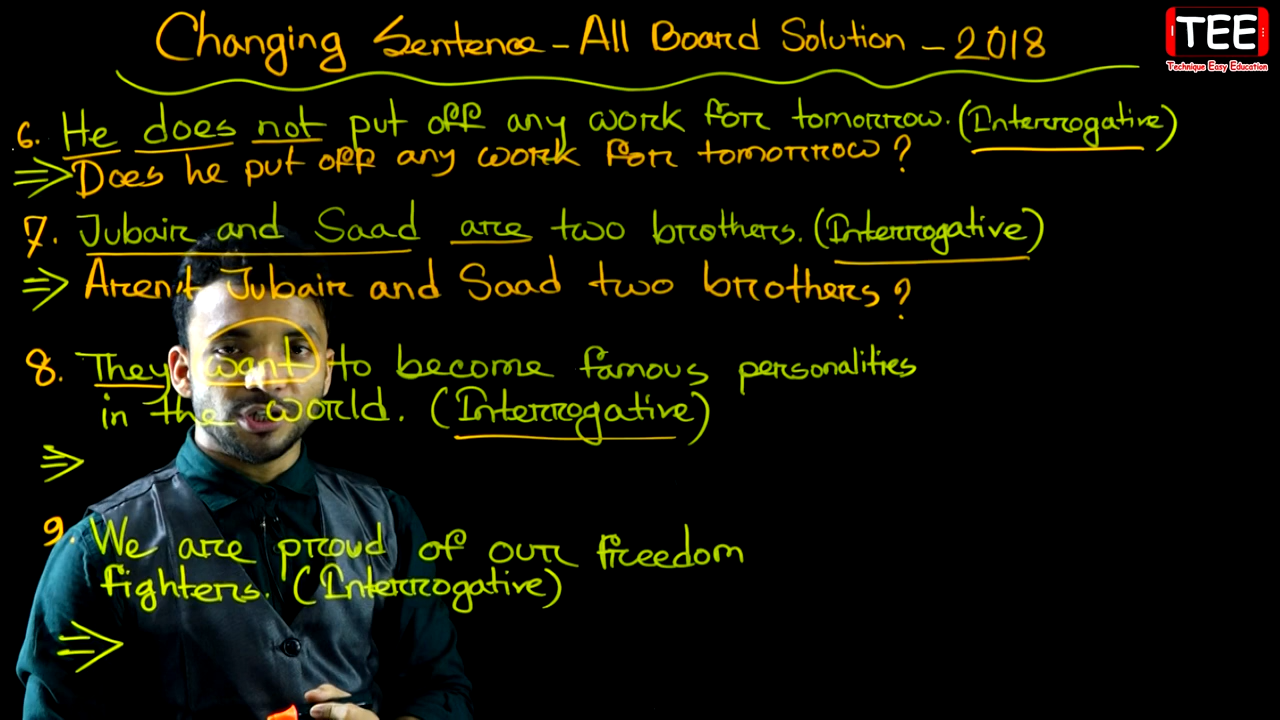 Changing Sentence - All Board Solution - 2018
TEE
Technique Easy Education
6. He does not put off any work for tomorrow. (Interrogative)
⇒ Does he put off any work for tomorrow?
7. Jubair and Saad are two brothers. (Interrogative)
⇒ Aren't Jubair and Saad two brothers?
8. They want to become famous personalities
in the world. (Interrogative)
⇒
9. We are proud of our freedom
fighters. (Interrogative)
⇒